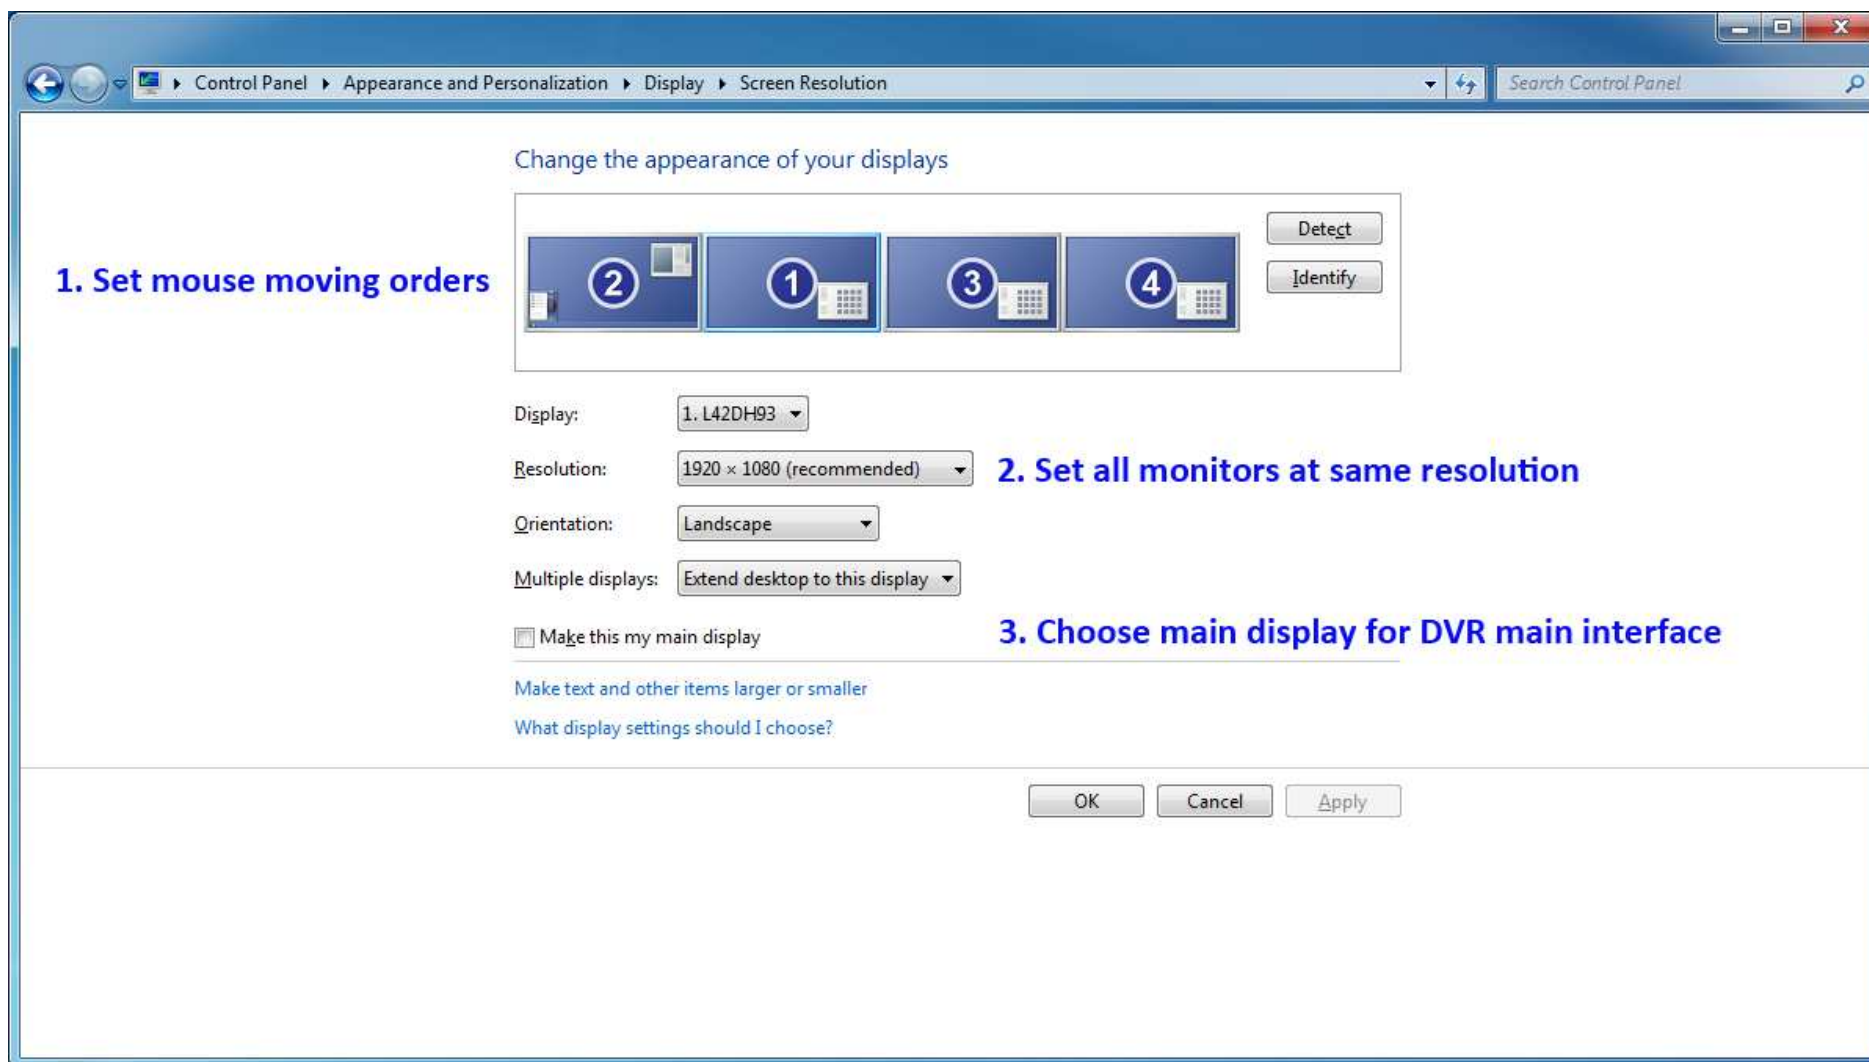 Control Panel ▸ Appearance and Personalization ▸ Display ▸ Screen Resolution
Search Control Panel
Change the appearance of your displays
Detect
1. Set mouse moving orders
2 1 3 4
Identify
Display: 1. L42DH93
Resolution: 1920 × 1080 (recommended)
2. Set all monitors at same resolution
Orientation: Landscape
Multiple displays: Extend desktop to this display
Make this my main display
3. Choose main display for DVR main interface
Make text and other items larger or smaller
What display settings should I choose?
OK Cancel Apply